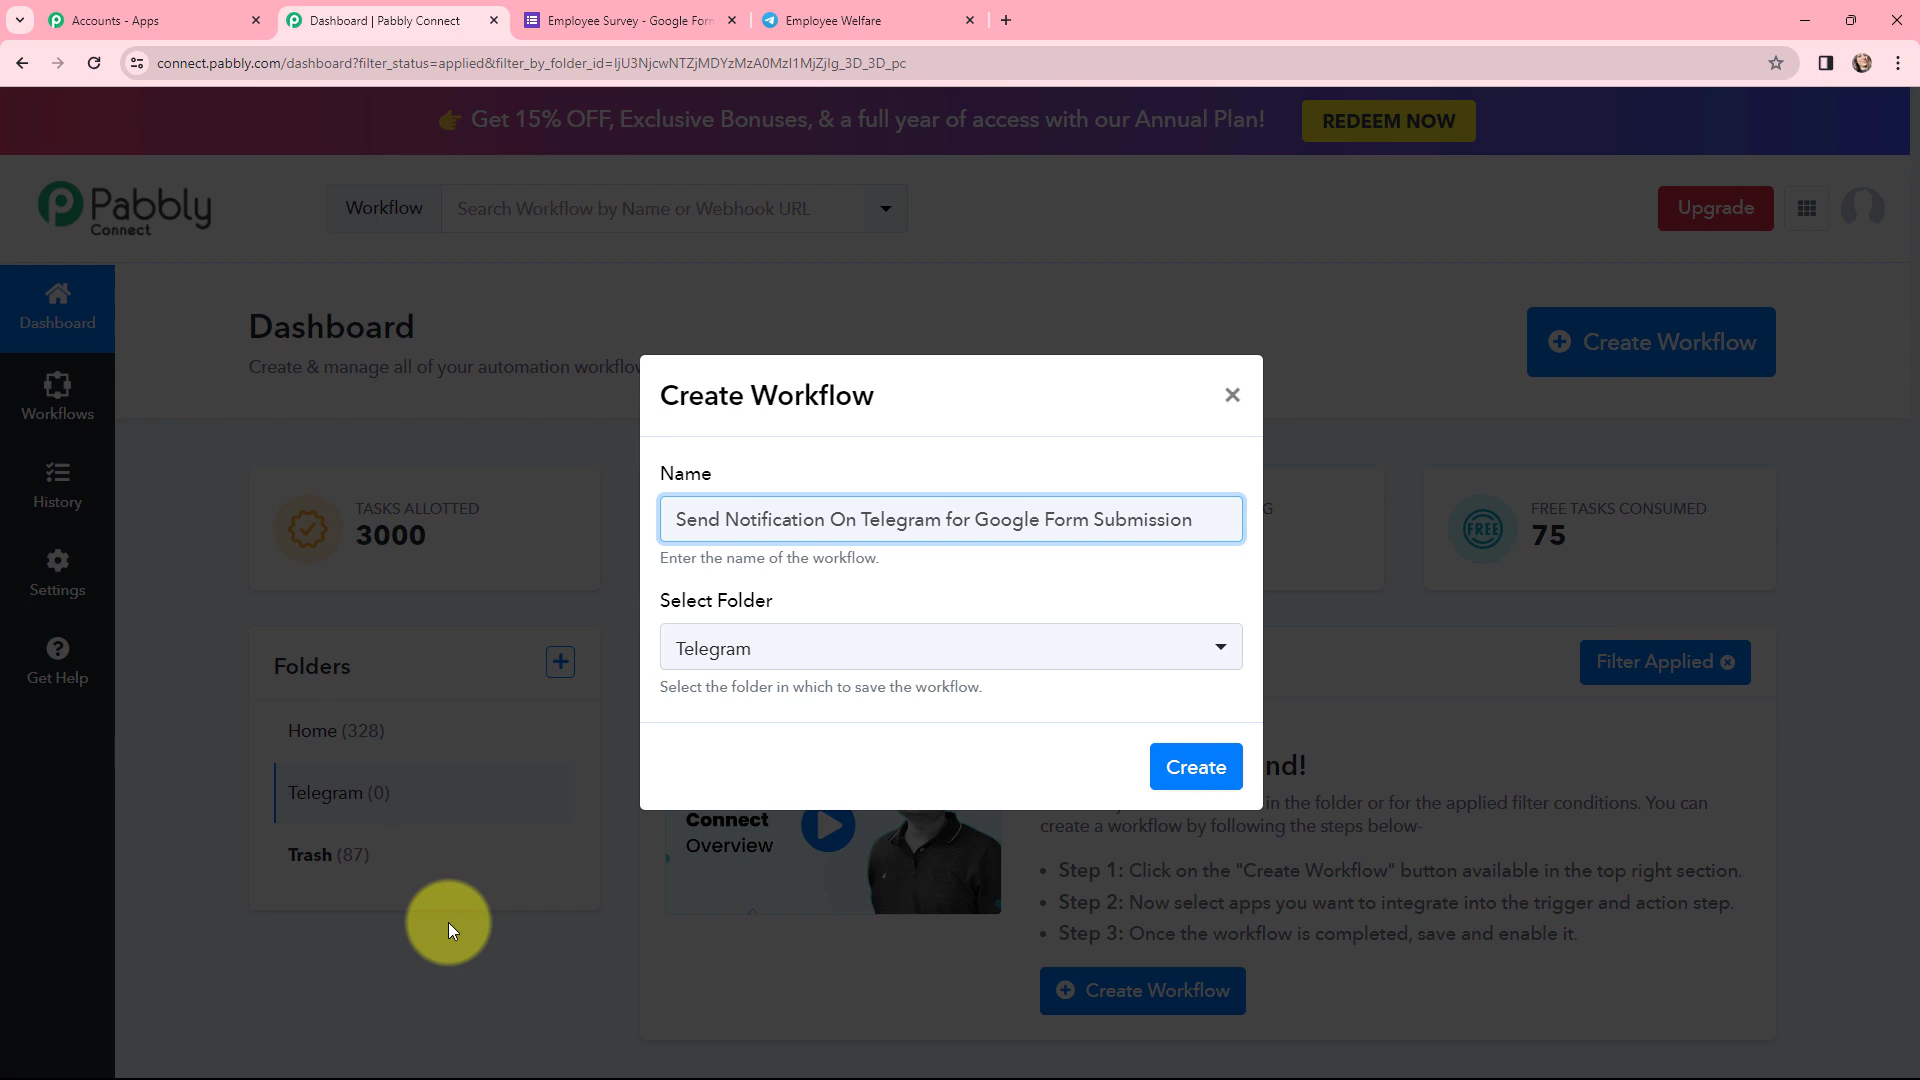 Accounts - Apps
Dashboard | Pabbly Connect
Employee Survey - Google For
Employee Welfare
connect.pabbly.com/dashboard?filter_status=applied&filter_by_folder_id=IjU3NjcwNTZjMDYzMzA0MzI1MjZjIg_3D_3D_pc
👉 Get 15% OFF, Exclusive Bonuses, & a full year of access with our Annual Plan!
REDEEM NOW
Pabbly
Connect
Workflow
Search Workflow by Name or Webhook URL
Upgrade
Dashboard
Workflows
History
Settings
Get Help
Dashboard
Create & manage all of your automation workflow
Create Workflow
TASKS ALLOTTED
3000
G
FREE
FREE TASKS CONSUMED
75
Folders
Home (328)
Telegram (0)
Trash (87)
Create Workflow
Name
Send Notification On Telegram for Google Form Submission
Enter the name of the workflow.
Select Folder
Telegram
Select the folder in which to save the workflow.
Create
Filter Applied
nd!
in the folder or for the applied filter conditions. You can
create a workflow by following the steps below-
Connect
Overview
• Step 1: Click on the "Create Workflow" button available in the top right section.
• Step 2: Now select apps you want to integrate into the trigger and action step.
• Step 3: Once the workflow is completed, save and enable it.
Create Workflow